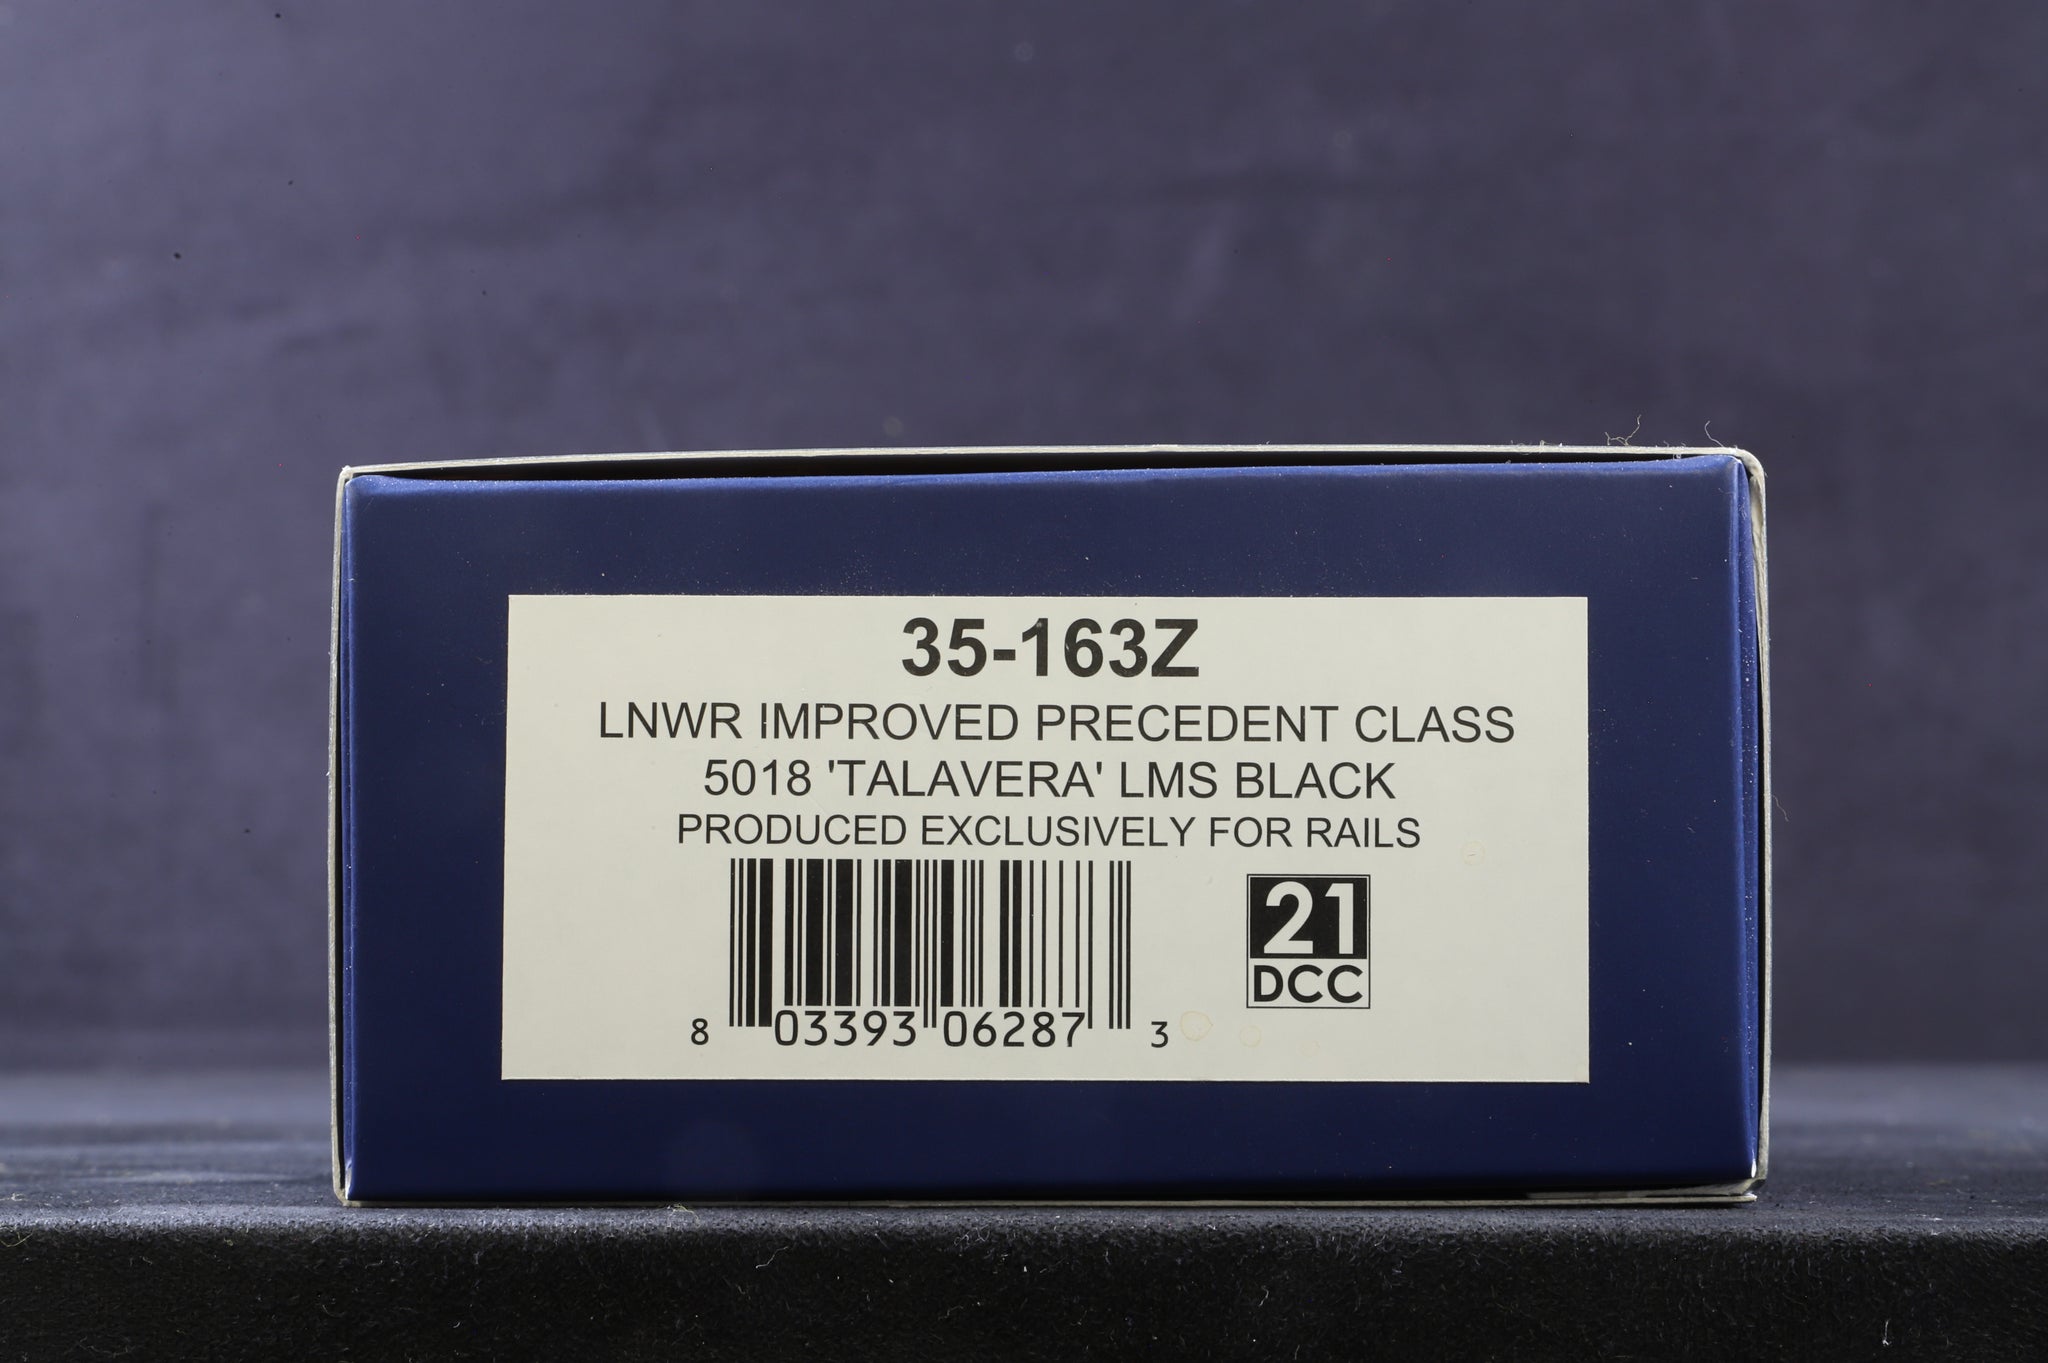 35-163Z
LNWR IMPROVED PRECEDENT CLASS
5018 'TALAVERA' LMS BLACK
PRODUCED EXCLUSIVELY FOR RAILS
8 03393 06287 3
21
DCC